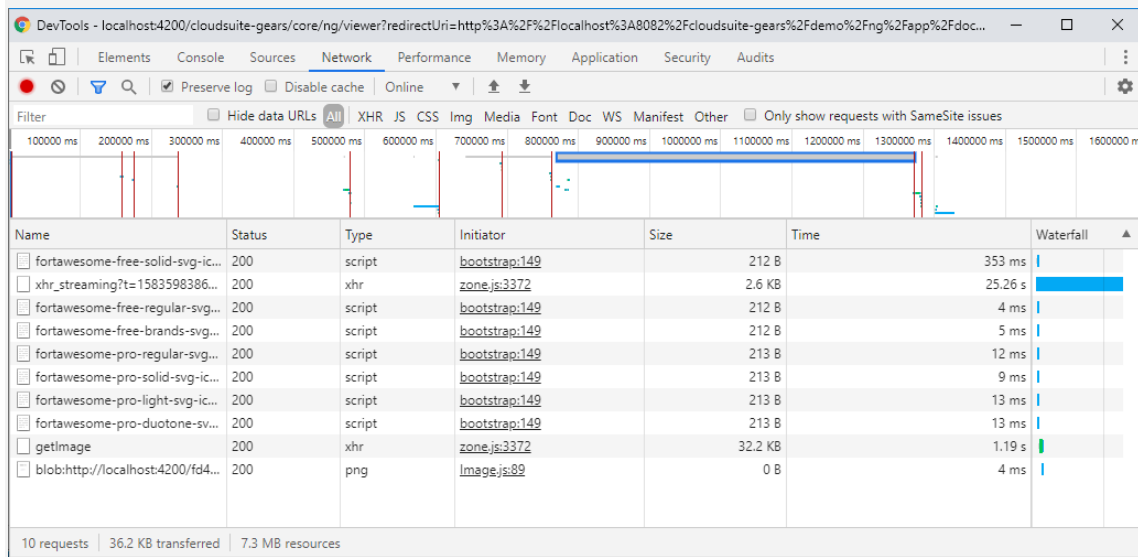 DevTools - localhost:4200/cloudsuite-gears/core/ng/viewer?redirectUri=http%3A%2F%2Flocalhost%3A8082%2Fcloudsuite-gears%2Fdemo%2Fng%2Fapp%2Fdoc...
Elements Console Sources Network Performance Memory Application Security Audits
Preserve log Disable cache Online
Filter Hide data URLs All XHR JS CSS Img Media Font Doc WS Manifest Other Only show requests with SameSite issues
100000 ms 200000 ms 300000 ms 400000 ms 500000 ms 600000 ms 700000 ms 800000 ms 900000 ms 1000000 ms 1100000 ms 1200000 ms 1300000 ms 1400000 ms 1500000 ms 1600000 m
Name Status Type Initiator Size Time Waterfall
fortawesome-free-solid-svg-ic... 200 script bootstrap:149 212 B 353 ms
xhr_streaming?t=1583598386... 200 xhr zone.js:3372 2.6 KB 25.26 s
fortawesome-free-regular-svg... 200 script bootstrap:149 212 B 4 ms
fortawesome-free-brands-svg... 200 script bootstrap:149 212 B 5 ms
fortawesome-pro-regular-svg... 200 script bootstrap:149 213 B 12 ms
fortawesome-pro-solid-svg-ic... 200 script bootstrap:149 213 B 9 ms
fortawesome-pro-light-svg-ic... 200 script bootstrap:149 213 B 13 ms
fortawesome-pro-duotone-sv... 200 script bootstrap:149 213 B 13 ms
getImage 200 xhr zone.js:3372 32.2 KB 1.19 s
blob:http://localhost:4200/fd4... 200 png Image.js:89 0 B 4 ms
10 requests 36.2 KB transferred 7.3 MB resources